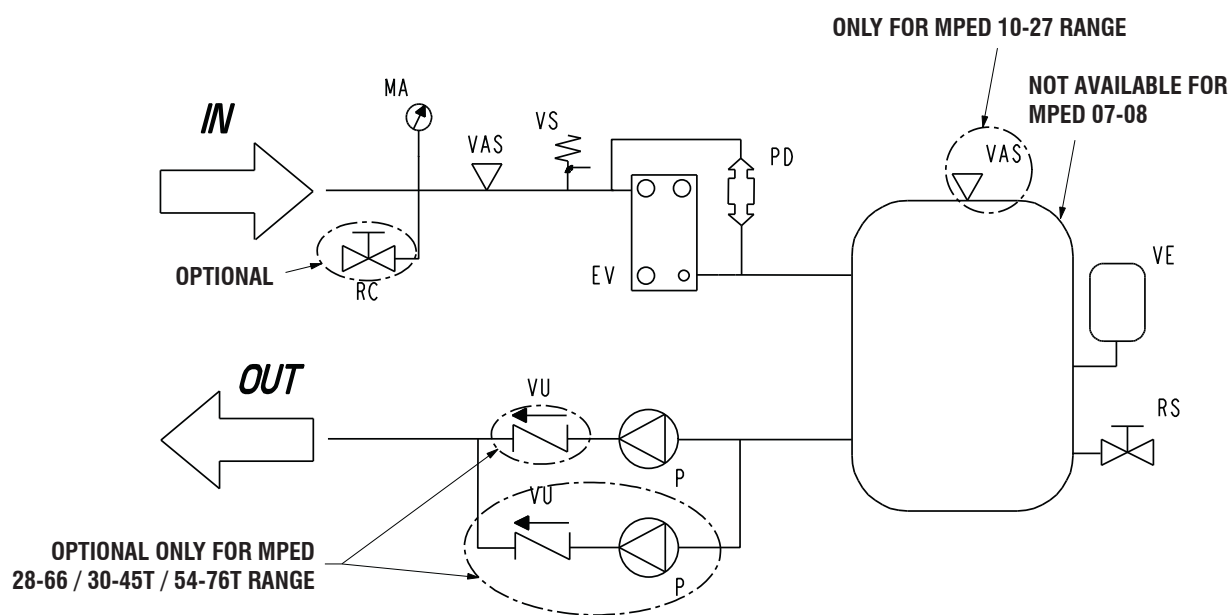 ONLY FOR MPED 10-27 RANGE
NOT AVAILABLE FOR
MPED 07-08
MA
IN
VAS
VS
PD
VAS
OPTIONAL
RC
EV
VE
OUT
VU
P
RS
VU
P
OPTIONAL ONLY FOR MPED
28-66 / 30-45T / 54-76T RANGE